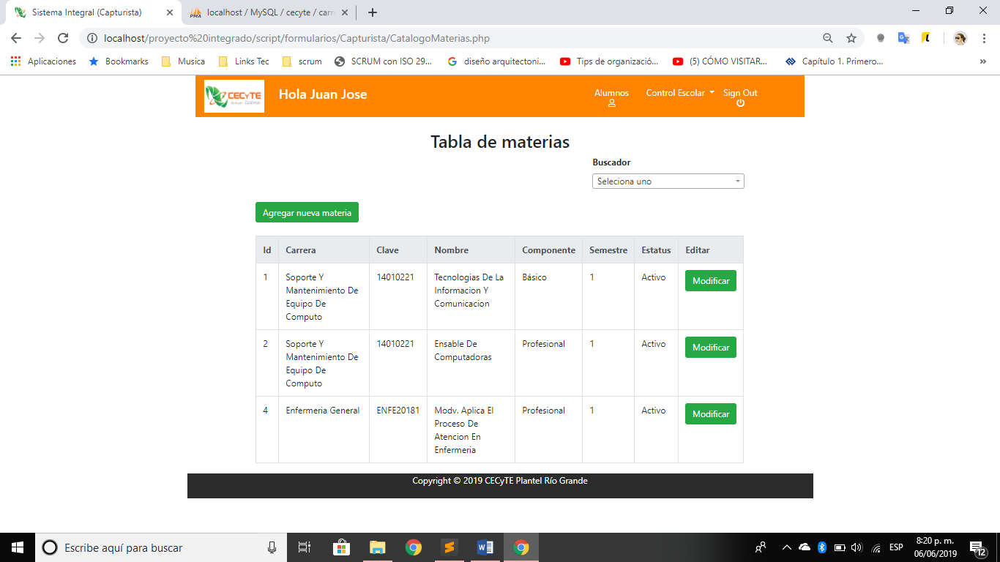 Sistema Integral (Capturista)
localhost / MySQL / cecyte / carr
localhost/proyecto%20integrado/script/formularios/Capturista/CatalogoMaterias.php
Aplicaciones Bookmarks Musica Links Tec scrum SCRUM con ISO 29... diseño arquitectoni... Tips de organizació... (5) CÓMO VISITAR... Capítulo 1. Primero... »
CECyTE
Hola Juan Jose
Alumnos Control Escolar Sign Out
Tabla de materias
Buscador
Seleciona uno
Agregar nueva materia
Id Carrera Clave Nombre Componente Semestre Estatus Editar
1 Soporte Y Mantenimiento De Equipo De Computo 14010221 Tecnologias De La Informacion Y Comunicacion Básico 1 Activo Modificar
2 Soporte Y Mantenimiento De Equipo De Computo 14010221 Ensable De Computadoras Profesional 1 Activo Modificar
4 Enfermeria General ENFE20181 Modv. Aplica El Proceso De Atencion En Enfermeria Profesional 1 Activo Modificar
Copyright © 2019 CECyTE Plantel Río Grande
Escribe aquí para buscar
ESP
8:20 p. m.
06/06/2019
12